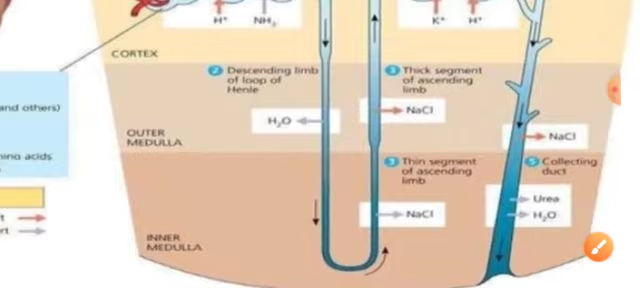 H⁺ NH₃
K⁺ H⁺
CORTEX
2 Descending limb
of loop of
Henle
3 Thick segment
of ascending
limb
NaCl
H₂O
NaCl
and others)
OUTER
MEDULLA
amino acids
3 Thin segment
of ascending
limb
5 Collecting
duct
Urea
NaCl
H₂O
INNER
MEDULLA